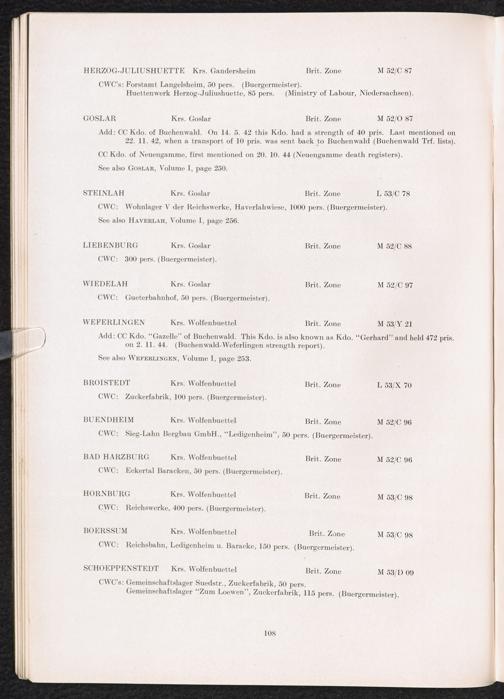 HERZOG-JULIUSHUETTE Krs. Gandersheim Brit. Zone M 52/C 87
CWC's: Forstamt Langelsheim, 50 pers. (Buergermeister).
Huettenwerk Herzog-Juliushuette, 85 pers. (Ministry of Labour, Niedersachsen).
GOSLAR Krs. Goslar Brit. Zone M 52/O 87
Add: CC Kdo. of Buchenwald. On 14. 5. 42 this Kdo. had a strength of 40 pris. Last mentioned on
22. 11. 42, when a transport of 10 pris. was sent back to Buchenwald (Buchenwald Trf. lists).
CC Kdo. of Neuengamme, first mentioned on 20. 10. 44 (Neuengamme death registers).
See also GOSLAR, Volume I, page 250.
STEINLAH Krs. Goslar Brit. Zone L 53/C 78
CWC: Wohnlager V der Reichswerke, Haverlahwiese, 1000 pers. (Buergermeister).
See also HAVERLAH, Volume I, page 256.
LIEBENBURG Krs. Goslar Brit. Zone M 52/C 88
CWC: 300 pers. (Buergermeister).
WIEDELAH Krs. Goslar Brit. Zone M 52/C 97
CWC: Gueterbahnhof, 50 pers. (Buergermeister).
WEFERLINGEN Krs. Wolfenbuettel Brit. Zone M 53/Y 21
Add: CC Kdo. "Gazelle" of Buchenwald. This Kdo. is also known as Kdo. "Gerhard" and held 472 pris.
on 2. 11. 44. (Buchenwald-Weferlingen strength report).
See also WEFERLINGEN, Volume I, page 253.
BROISTEDT Krs. Wolfenbuettel Brit. Zone L 53/X 70
CWC: Zuckerfabrik, 100 pers. (Buergermeister).
BUENDHEIM Krs. Wolfenbuettel Brit. Zone M 52/C 96
CWC: Sieg-Lahn Bergbau GmbH., "Ledigenheim", 50 pers. (Buergermeister).
BAD HARZBURG Krs. Wolfenbuettel Brit. Zone M 52/C 96
CWC: Eckertal Baracken, 50 pers. (Buergermeister).
HORNBURG Krs. Wolfenbuettel Brit. Zone M 53/C 98
CWC: Reichswerke, 400 pers. (Buergermeister).
BOERSSUM Krs. Wolfenbuettel Brit. Zone M 53/C 98
CWC: Reichsbahn, Ledigenheim u. Baracke, 150 pers. (Buergermeister).
SCHOEPPENSTEDT Krs. Wolfenbuettel Brit. Zone M 53/D 09
CWC's: Gemeinschaftslager Suedstr., Zuckerfabrik, 50 pers.
Gemeinschaftslager "Zum Loewen", Zuckerfabrik, 115 pers. (Buergermeister).
108